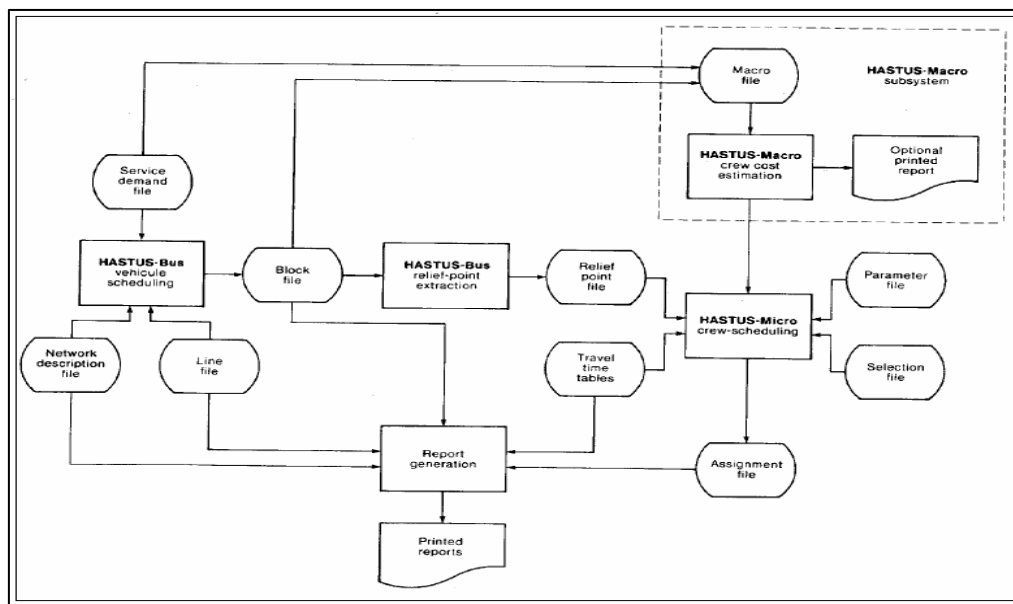 Macro
file
HASTUS-Macro
subsystem
HASTUS-Macro
crew cost
estimation
Optional
printed
report
Service
demand
file
HASTUS-Bus
vehicule
scheduling
Block
file
HASTUS-Bus
relief-point
extraction
Relief
point
file
Parameter
file
HASTUS-Micro
crew-scheduling
Network
description
file
Line
file
Travel
time
tables
Selection
file
Report
generation
Assignment
file
Printed
reports